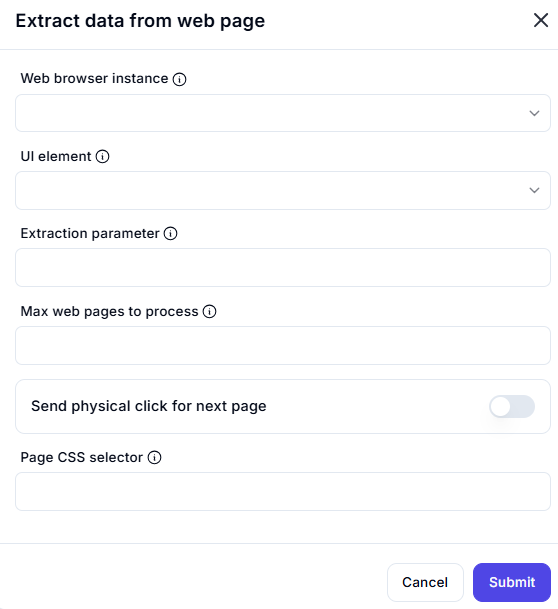 Extract data from web page
Web browser instance
UI element
Extraction parameter
Max web pages to process
Send physical click for next page
Page CSS selector
Cancel
Submit